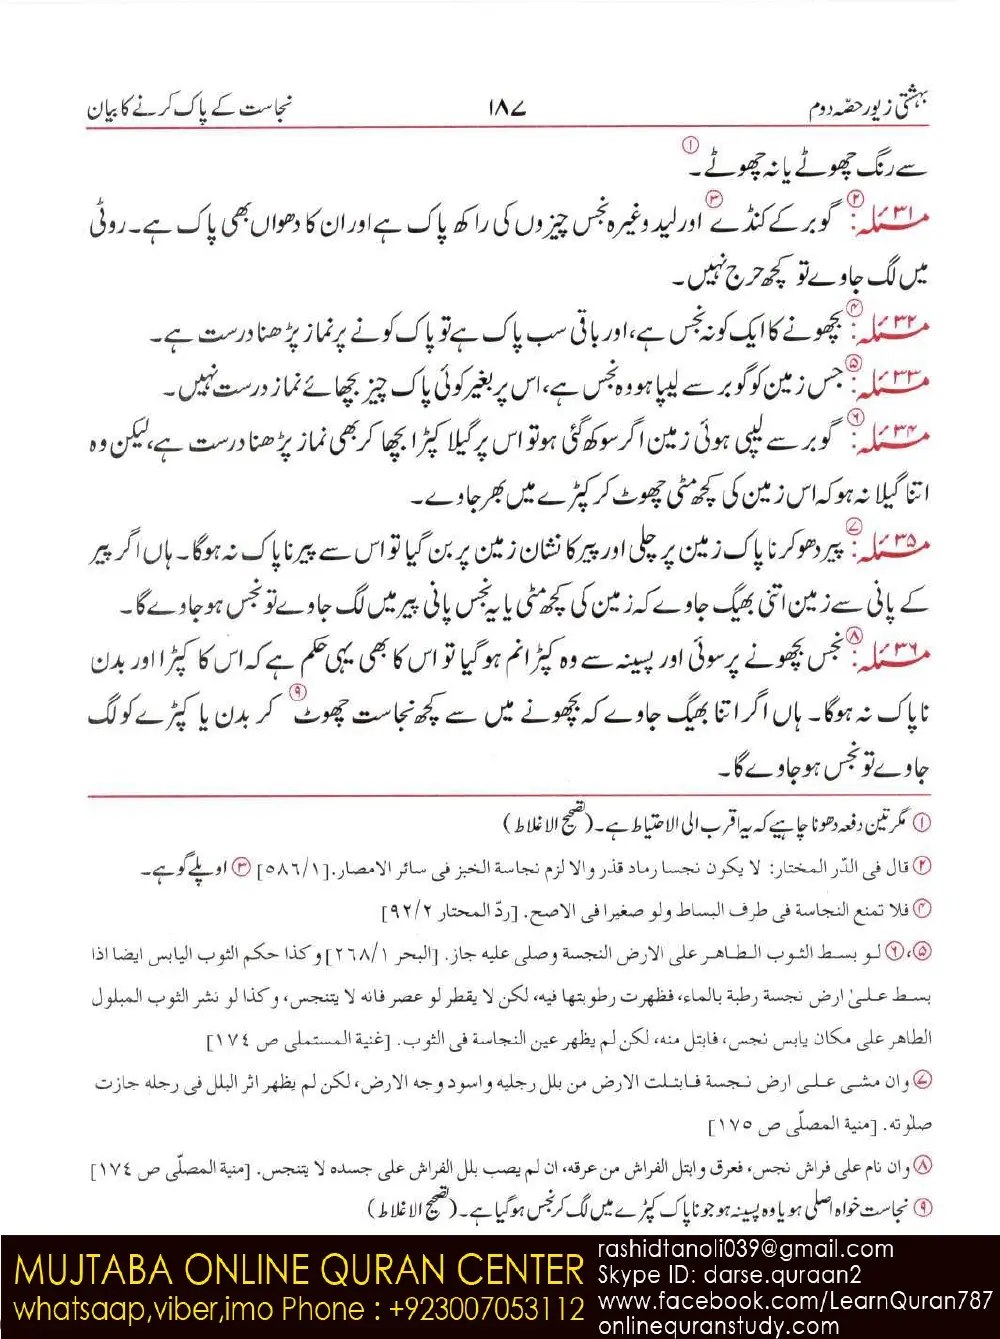 بہشتی زیور حصّہ دوم ۱۸۷ نجاست کے پاک کرنے کا بیان
سے رنگ چھوٹے یا نہ چھوٹے۔ ①
مسئلہ ۳۱: ② گوبر کے کنڈے ③ اور لید وغیرہ نجس چیزوں کی راکھ پاک ہے اور ان کا دھواں بھی پاک ہے۔ روٹی
میں لگ جاوے تو کچھ حرج نہیں۔
مسئلہ ۳۲: ④ بچھونے کا ایک کونہ نجس ہے، اور باقی سب پاک ہے تو پاک کونے پر نماز پڑھنا درست ہے۔
مسئلہ ۳۳: ⑤ جس زمین کو گوبر سے لیپا ہو وہ نجس ہے، اس پر بغیر کوئی پاک چیز بچھائے نماز درست نہیں۔
مسئلہ ۳۴: ⑥ گوبر سے لیپی ہوئی زمین اگر سوکھ گئی ہو تو اس پر گیلا کپڑا بچھا کر بھی نماز پڑھنا درست ہے، لیکن وہ
اتنا گیلا نہ ہو کہ اس زمین کی کچھ مٹی چھوٹ کر کپڑے میں بھر جاوے۔
مسئلہ ۳۵: ⑦ پیر دھو کر ناپاک زمین پر چلی اور پیر کا نشان زمین پر بن گیا تو اس سے پیر ناپاک نہ ہوگا۔ ہاں اگر پیر
کے پانی سے زمین اتنی بھیگ جاوے کہ زمین کی کچھ مٹی یا یہ نجس پانی پیر میں لگ جاوے تو نجس ہو جاوے گا۔
مسئلہ ۳۶: ⑧ نجس بچھونے پر سوئی اور پسینہ سے وہ کپڑا نم ہو گیا تو اس کا بھی یہی حکم ہے کہ اس کا کپڑا اور بدن
ناپاک نہ ہوگا۔ ہاں اگر اتنا بھیگ جاوے کہ بچھونے میں سے کچھ نجاست چھوٹ ⑨ کر بدن یا کپڑے کو لگ
جاوے تو نجس ہو جاوے گا۔
① مگر تین دفعہ دھونا چاہیے کہ یہ اقرب الی الاحتیاط ہے۔ (تصحیح الاغلاط)
② قال فی الدّر المختار: لا یکون نجسا رماد قذر والا لزم نجاسة الخبز فی سائر الامصار. [۵۸۶/۱] ③ اوپلے گوہے۔
④ فلا تمنع النجاسة فی طرف البساط ولو صغیرا فی الاصح. [ردّ المحتار ۹۲/۲]
⑤،⑥ لو بسط الثوب الطاهر علی الارض النجسة وصلی علیه جاز. [البحر ۲۶۸/۱] و کذا حکم الثوب الیابس ایضا اذا
بسط علیٰ ارض نجسة رطبة بالماء، فظهرت رطوبتها فیه، لکن لا یقطر لو عصر فانه لا یتنجس، و کذا لو نشر الثوب المبلول
الطاهر علی مکان یابس نجس، فابتل منه، لکن لم یظهر عین النجاسة فی الثوب. [غنیة المستملی ص ۱۷٤]
⑦ وان مشی علی ارض نجسة فابتلت الارض من بلل رجلیه واسود وجه الارض، لکن لم یظهر اثر البلل فی رجله جازت
صلوته. [منیة المصلّی ص ۱۷۵]
⑧ وان نام علی فراش نجس، فعرق وابتل الفراش من عرقه، ان لم یصب بلل الفراش علی جسده لا یتنجس. [منیة المصلّی ص ۱۷٤]
⑨ نجاست خواہ اصلی ہو یا وہ پسینہ ہو جو ناپاک کپڑے میں لگ کر نجس ہو گیا ہے۔ (تصحیح الاغلاط)
MUJTABA ONLINE QURAN CENTER
whatsaap,viber,imo Phone : +923007053112
rashidtanoli039@gmail.com
Skype ID: darse.quraan2
www.facebook.com/LearnQuran787
onlinequranstudy.com